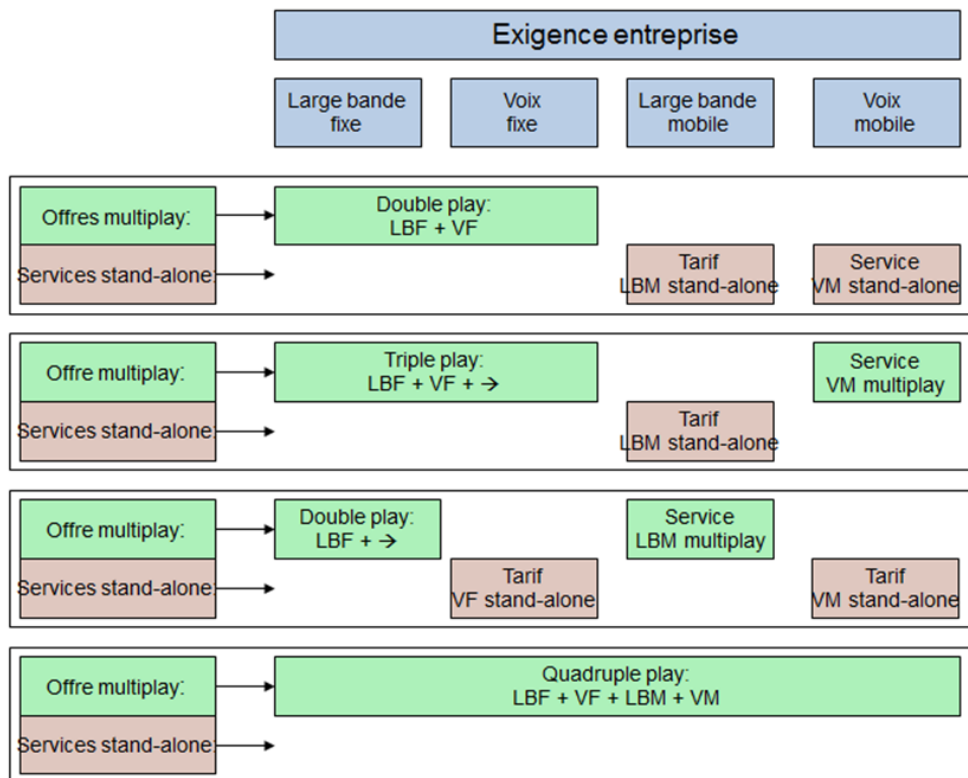 Exigence entreprise
Large bande
fixe
Voix
fixe
Large bande
mobile
Voix
mobile
Offres multiplay:
Double play:
LBF + VF
Services stand-alone:
Tarif
LBM stand-alone
Service
VM stand-alone
Offre multiplay:
Triple play:
LBF + VF + →
Service
VM multiplay
Services stand-alone:
Tarif
LBM stand-alone
Offre multiplay:
Double play:
LBF + →
Service
LBM multiplay
Services stand-alone:
Tarif
VF stand-alone
Tarif
VM stand-alone
Offre multiplay:
Quadruple play:
LBF + VF + LBM + VM
Services stand-alone: